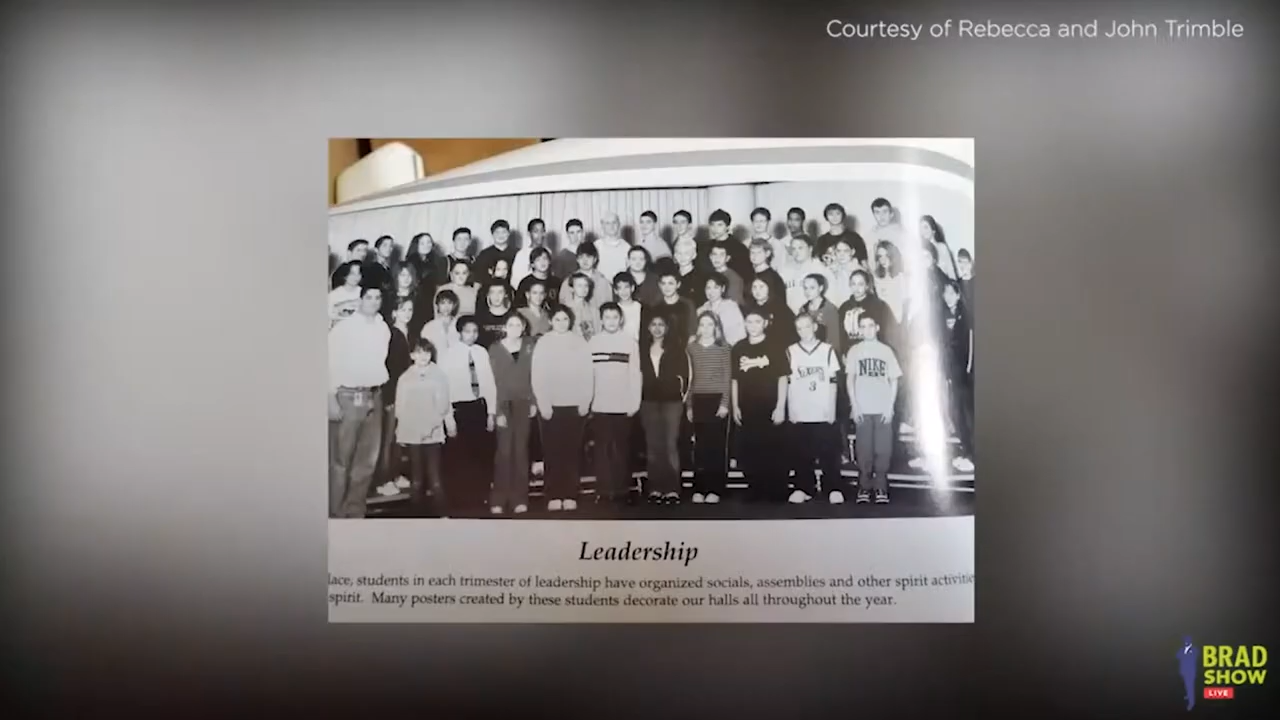 Courtesy of Rebecca and John Trimble
NIKE
3
Leadership
lace, students in each trimester of leadership have organized socials, assemblies and other spirit activitie
spirit. Many posters created by these students decorate our halls all throughout the year.
BRAD
SHOW
LIVE